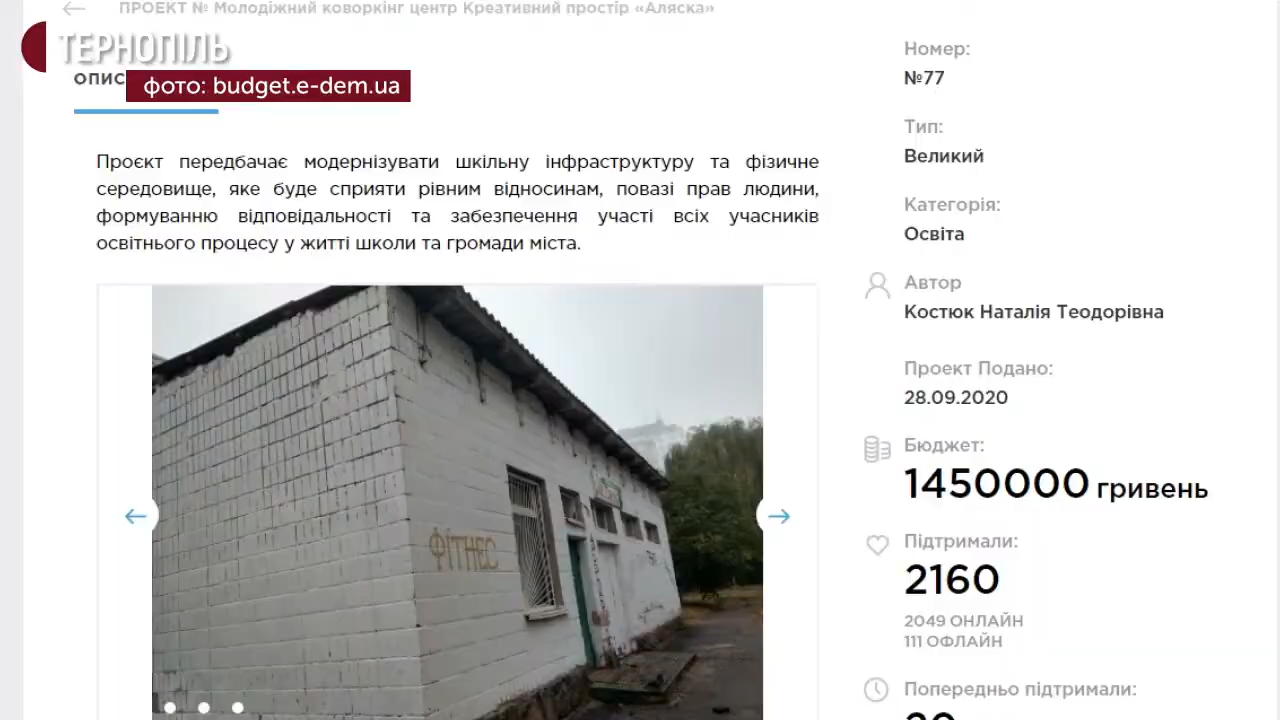 ПРОЕКТ № Молодіжний коворкінг центр Креативний простір «Аляска»
ТЕРНОПІЛЬ
ОПИС
фото: budget.e-dem.ua
Проєкт передбачає модернізувати шкільну інфраструктуру та фізичне
середовище, яке буде сприяти рівним відносинам, повазі прав людини,
формуванню відповідальності та забезпечення участі всіх учасників
освітнього процесу у житті школи та громади міста.
ФІТНЕС
Номер:
№77
Тип:
Великий
Категорія:
Освіта
Автор
Костюк Наталія Теодорівна
Проект Подано:
28.09.2020
Бюджет:
1450000 гривень
Підтримали:
2160
2049 ОНЛАЙН
111 ОФЛАЙН
Попередньо підтримали: